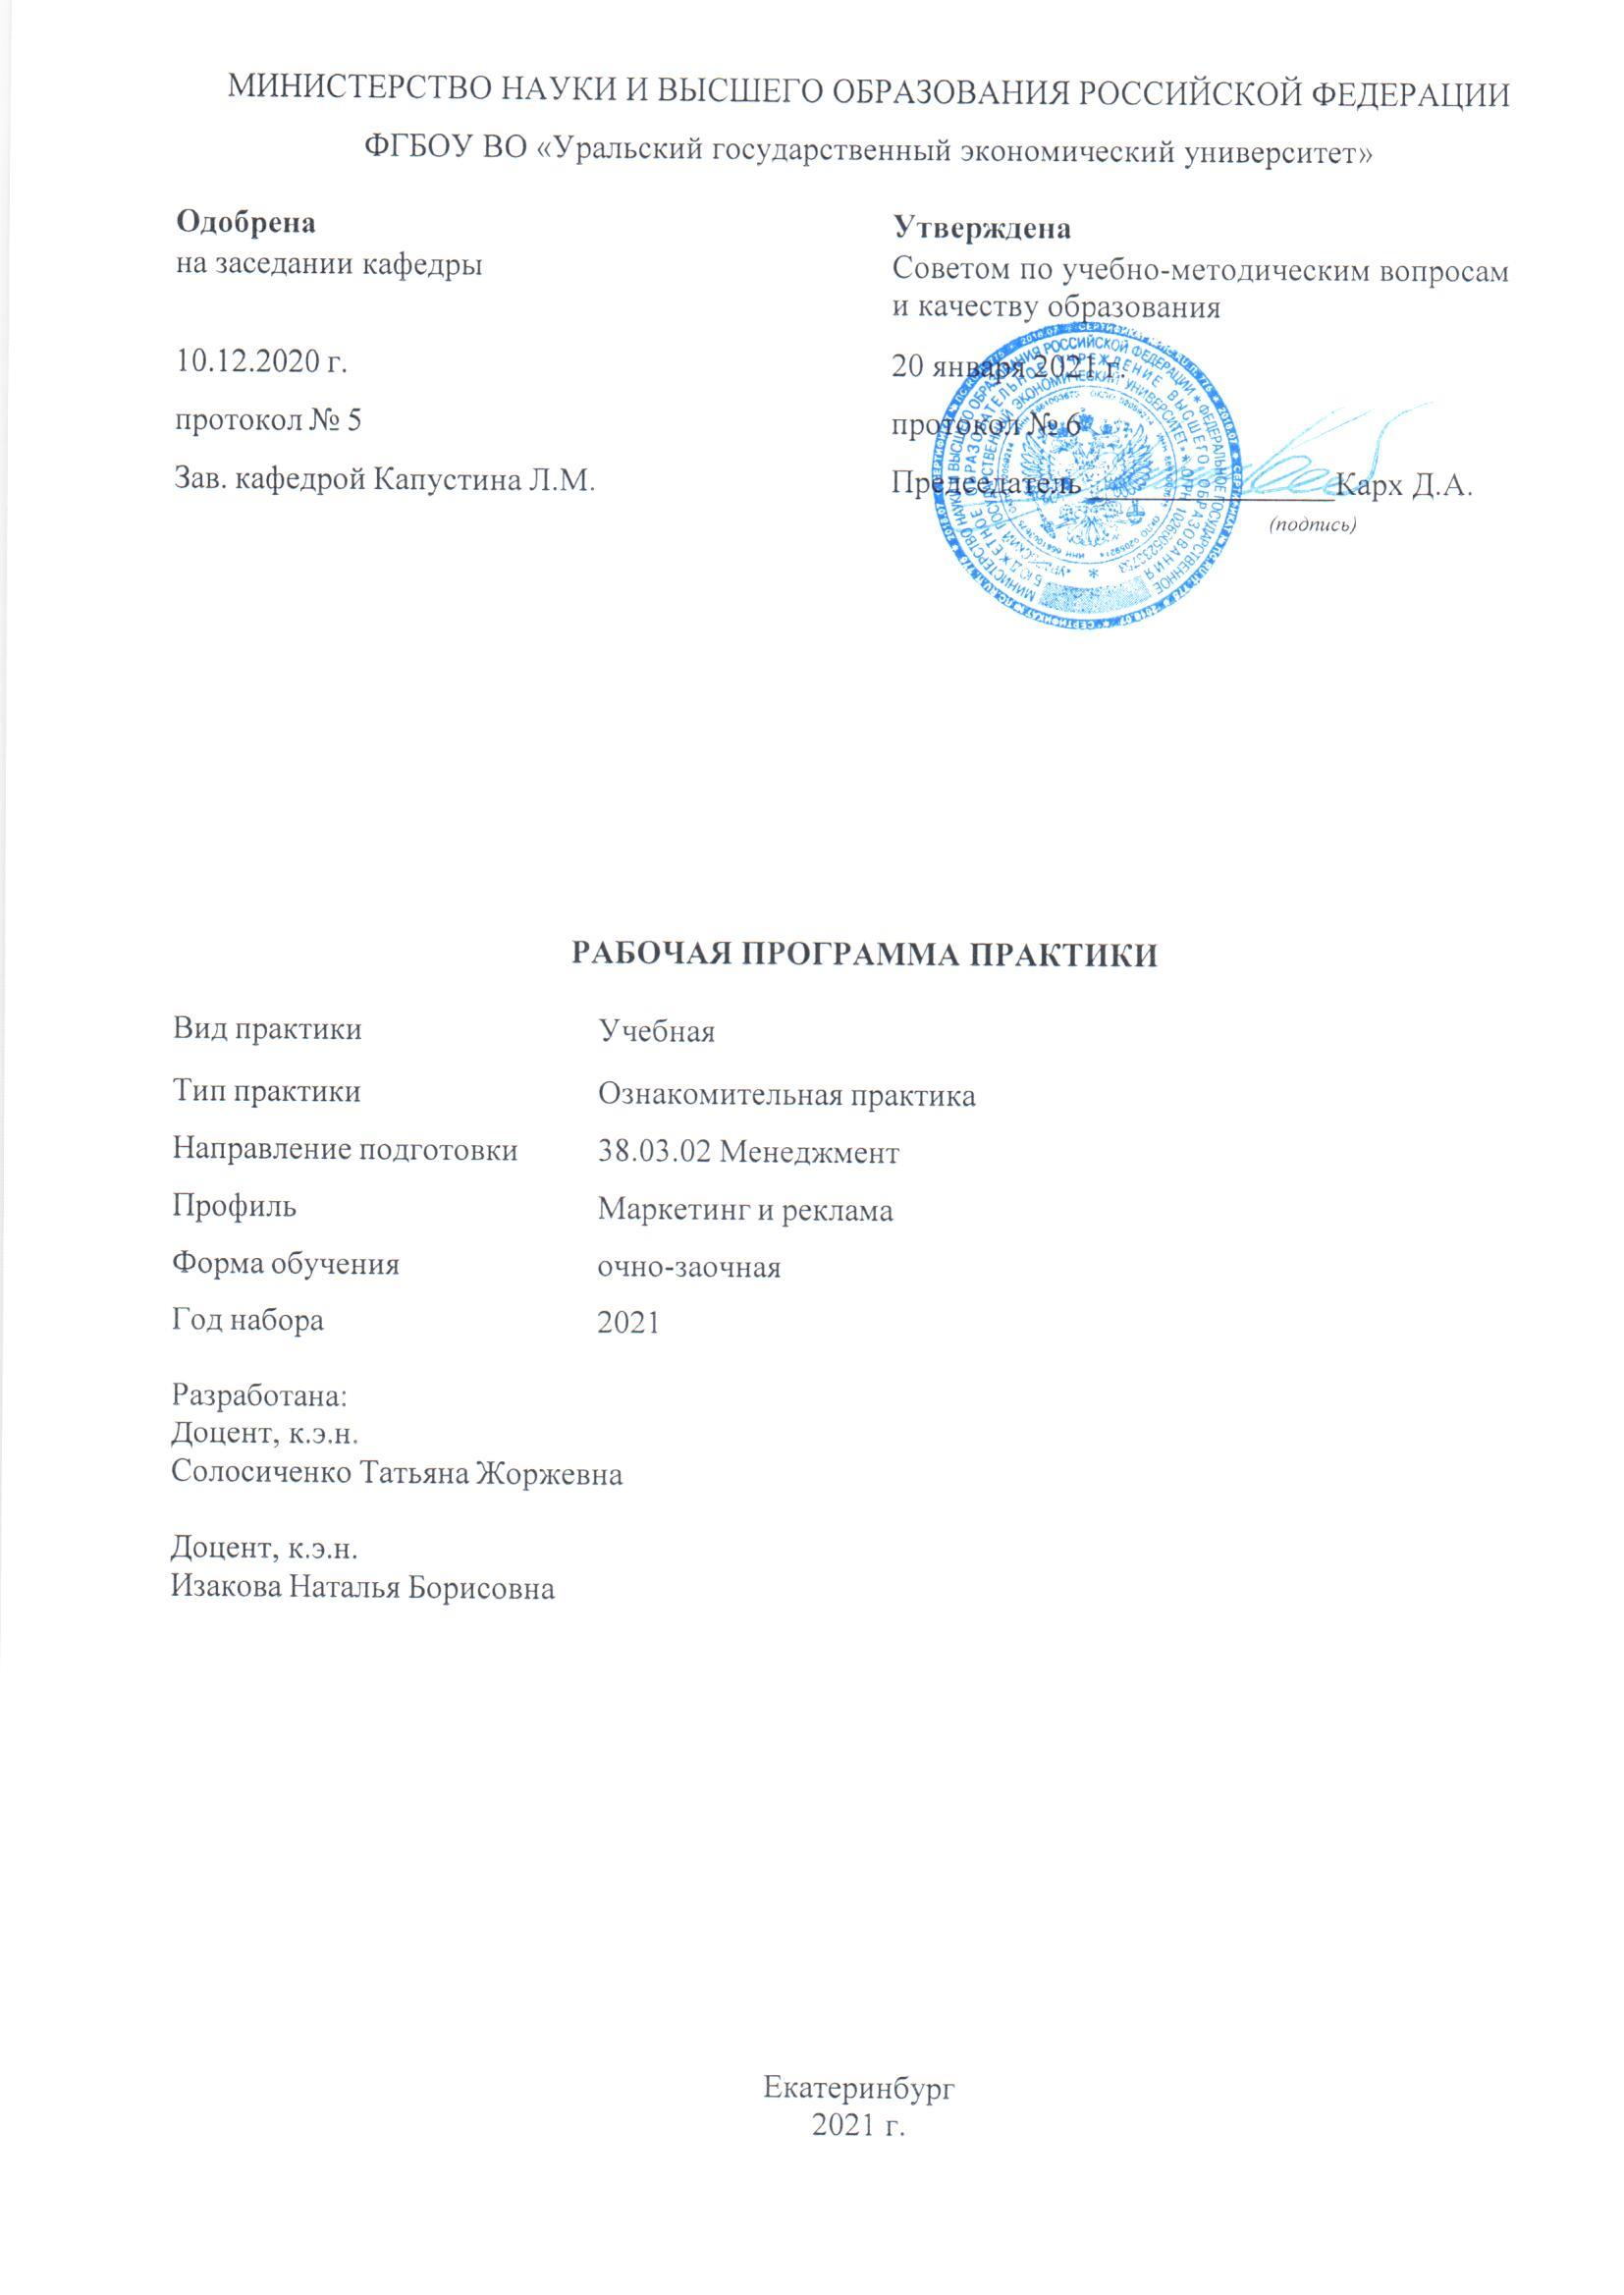 МИНИСТЕРСТВО НАУКИ И ВЫСШЕГО ОБРАЗОВАНИЯ РОССИЙСКОЙ ФЕДЕРАЦИИ
ФГБОУ ВО «Уральский государственный экономический университет»
Одобрена
на заседании кафедры
10.12.2020 г.
протокол № 5
Зав. кафедрой Капустина Л.М.
Утверждена
Советом по учебно-методическим вопросам
и качеству образования
20 января 2021 г.
протокол № 6
Председатель Карх Д.А.
(подпись)
РАБОЧАЯ ПРОГРАММА ПРАКТИКИ
Вид практики Учебная
Тип практики Ознакомительная практика
Направление подготовки 38.03.02 Менеджмент
Профиль Маркетинг и реклама
Форма обучения очно-заочная
Год набора 2021
Разработана:
Доцент, к.э.н.
Солосиченко Татьяна Жоржевна
Доцент, к.э.н.
Изакова Наталья Борисовна
Екатеринбург
2021 г.